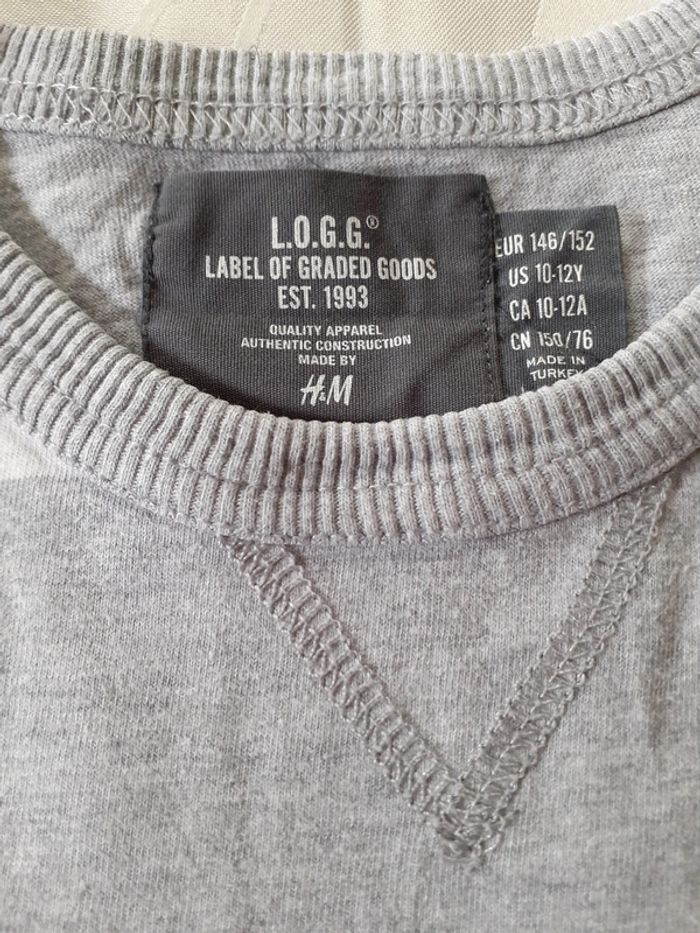 L.O.G.G.®
LABEL OF GRADED GOODS
EST. 1993
QUALITY APPAREL
AUTHENTIC CONSTRUCTION
MADE BY
H&M
EUR 146/152
US 10-12Y
CA 10-12A
CN 150/76
MADE IN
TURKEY